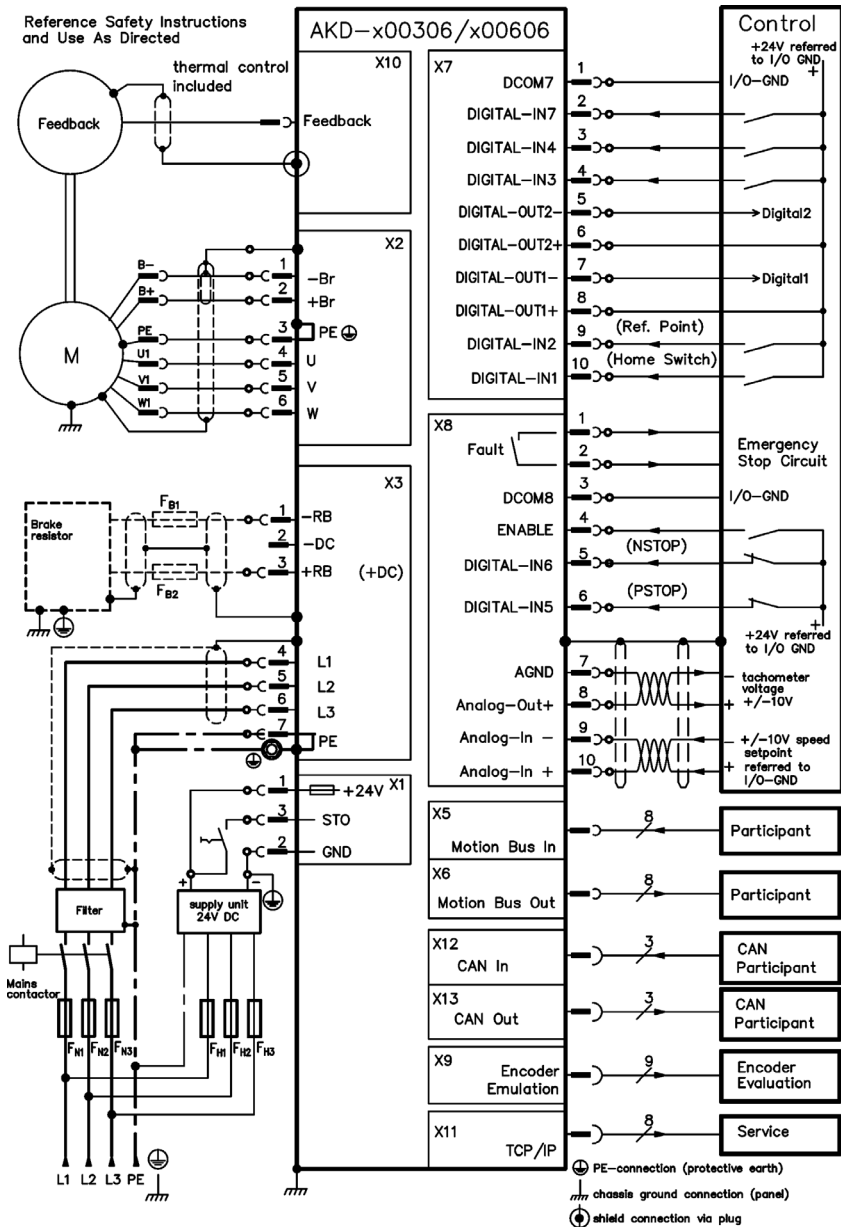 Reference Safety Instructions
and Use As Directed
AKD-x00306/x00606
Control
X10
thermal control
included
Feedback
Feedback
X2
B-
1
-Br
B+
2
+Br
PE
3
PE
M
U1
4
U
V1
5
V
W1
6
W
X3
Brake
resistor
FB1
1
-RB
2
-DC
3
+RB
(+DC)
FB2
4
L1
5
L2
6
L3
7
PE
X1
1
+24V
3
STO
2
GND
+
-
Filter
supply unit
24V DC
Mains
contactor
FN1
FN2
FN3
FH1
FH2
FH3
L1
L2
L3
PE
X7
+24V referred
to I/O GND
+
DCOM7
1
I/O-GND
DIGITAL-IN7
2
DIGITAL-IN4
3
DIGITAL-IN3
4
DIGITAL-OUT2-
5
Digital2
DIGITAL-OUT2+
6
DIGITAL-OUT1-
7
Digital1
DIGITAL-OUT1+
8
DIGITAL-IN2
9
(Ref. Point)
DIGITAL-IN1
10
(Home Switch)
X8
Fault
1
2
Emergency
Stop Circuit
DCOM8
3
I/O-GND
ENABLE
4
DIGITAL-IN6
5
(NSTOP)
DIGITAL-IN5
6
(PSTOP)
+
+24V referred
to I/O GND
AGND
7
- tachometer
voltage
Analog-Out+
8
+ +/-10V
Analog-In -
9
- +/-10V speed
setpoint
Analog-In +
10
+ referred to
I/O-GND
X5
Motion Bus In
8
Participant
X6
Motion Bus Out
8
Participant
X12
CAN In
3
CAN
Participant
X13
CAN Out
3
CAN
Participant
X9
Encoder
Emulation
9
Encoder
Evaluation
X11
TCP/IP
8
Service
PE-connection (protective earth)
chassis ground connection (panel)
shield connection via plug